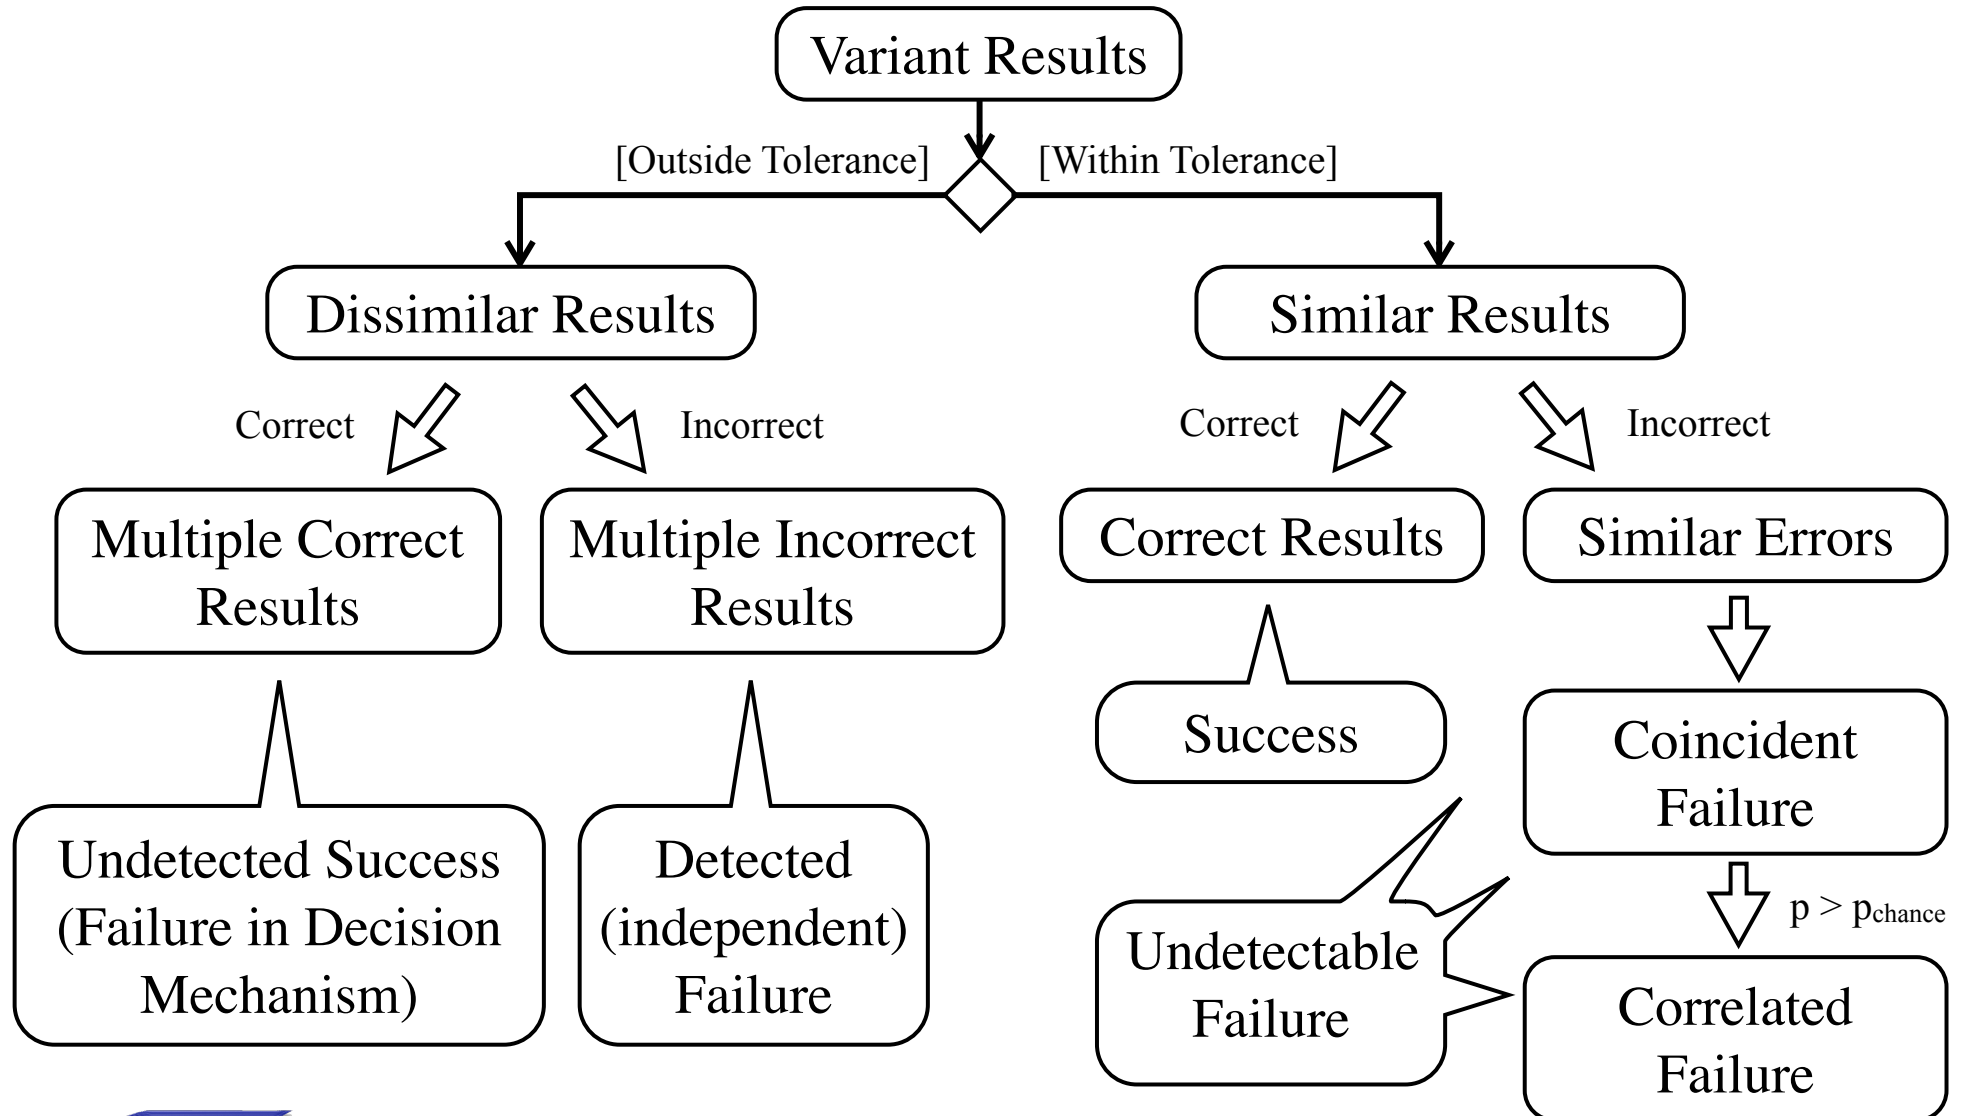 Variant Results
[Outside Tolerance]
[Within Tolerance]
Dissimilar Results
Similar Results
Correct
Incorrect
Correct
Incorrect
Multiple Correct
Results
Multiple Incorrect
Results
Correct Results
Similar Errors
Success
Coincident
Failure
Undetected Success
(Failure in Decision
Mechanism)
Detected
(independent)
Failure
p > pchance
Undetectable
Failure
Correlated
Failure